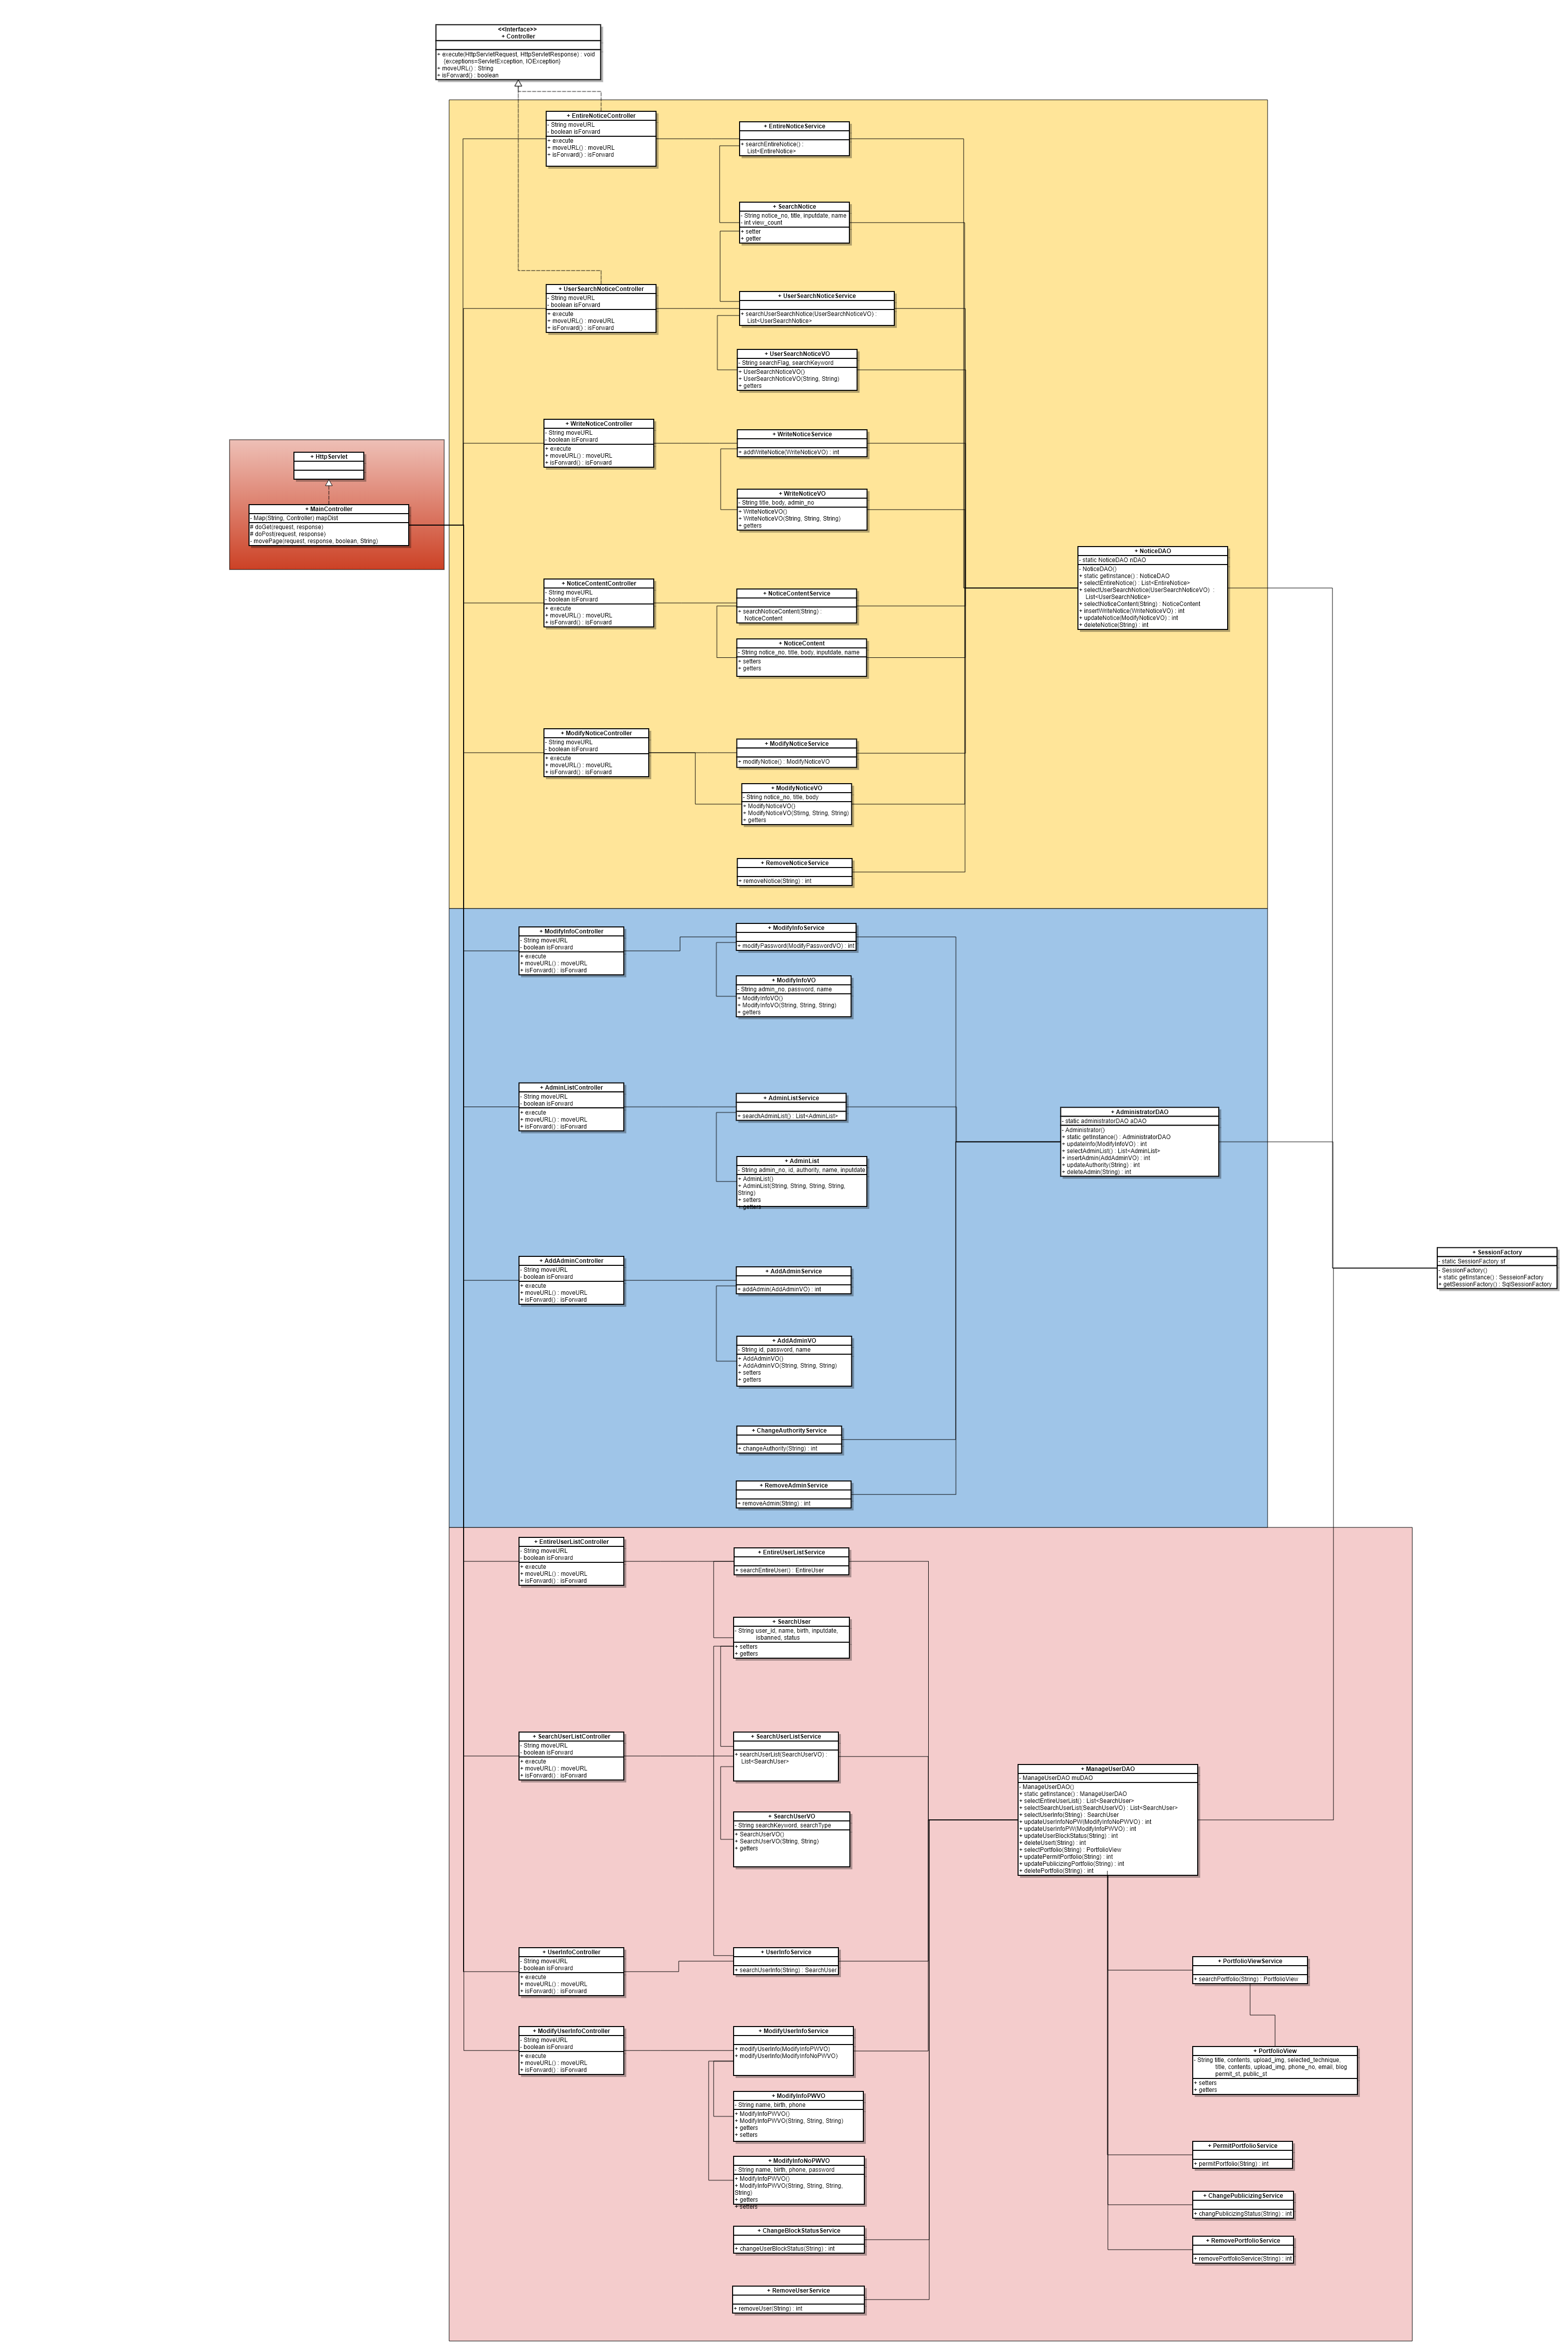 <<Interface>>
+ Controller
+ execute(HttpServletRequest, HttpServletResponse) : void
{exceptions=ServletException, IOException}
+ moveURL() : String
+ isForward() : boolean
+ EntireNoticeController
- String moveURL
- boolean isForward
+ execute
+ moveURL() : moveURL
+ isForward() : isForward
+ EntireNoticeService
+ searchEntireNotice() :
List<EntireNotice>
+ SearchNotice
- String notice_no, title, inputdate, name
- int view_count
+ setter
+ getter
+ UserSearchNoticeController
- String moveURL
- boolean isForward
+ execute
+ moveURL() : moveURL
+ isForward() : isForward
+ UserSearchNoticeService
+ searchUserSearchNotice(UserSearchNoticeVO) :
List<UserSearchNotice>
+ UserSearchNoticeVO
- String searchFlag, searchKeyword
+ UserSearchNoticeVO()
+ UserSearchNoticeVO(String, String)
+ getters
+ WriteNoticeController
- String moveURL
- boolean isForward
+ execute
+ moveURL() : moveURL
+ isForward() : isForward
+ WriteNoticeService
+ addWriteNotice(WriteNoticeVO) : int
+ WriteNoticeVO
- String title, body, admin_no
+ WriteNoticeVO()
+ WriteNoticeVO(String, String, String)
+ getters
+ HttpServlet
+ MainController
- Map(String, Controller) mapDist
# doGet(request, response)
# doPost(request, response)
- movePage(request, response, boolean, String)
+ NoticeDAO
- static NoticeDAO nDAO
- NoticeDAO()
+ static getInstance() : NoticeDAO
+ selectEntireNotice() : List<EntireNotice>
+ selectUserSearchNotice(UserSearchNoticeVO) :
List<UserSearchNotice>
+ selectNoticeContent(String) : NoticeContent
+ insertWriteNotice(WriteNoticeVO) : int
+ updateNotice(ModifyNoticeVO) : int
+ deleteNotice(String) : int
+ NoticeContentController
- String moveURL
- boolean isForward
+ execute
+ moveURL() : moveURL
+ isForward() : isForward
+ NoticeContentService
+ searchNoticeContent(String) :
NoticeContent
+ NoticeContent
- String notice_no, title, body, inputdate, name
+ setters
+ getters
+ ModifyNoticeController
- String moveURL
- boolean isForward
+ execute
+ moveURL() : moveURL
+ isForward() : isForward
+ ModifyNoticeService
+ modifyNotice() : ModifyNoticeVO
+ ModifyNoticeVO
- String notice_no, title, body
+ ModifyNoticeVO()
+ ModifyNoticeVO(Stirng, String, String)
+ getters
+ RemoveNoticeService
+ removeNotice(String) : int
+ ModifyInfoController
- String moveURL
- boolean isForward
+ execute
+ moveURL() : moveURL
+ isForward() : isForward
+ ModifyInfoService
+ modifyPassword(ModifyPasswordVO) : int
+ ModifyInfoVO
- String admin_no, password, name
+ ModifyInfoVO()
+ ModifyInfoVO(String, String, String)
+ getters
+ AdminListController
- String moveURL
- boolean isForward
+ execute
+ moveURL() : moveURL
+ isForward() : isForward
+ AdminListService
+ searchAdminList() : List<AdminList>
+ AdminList
- String admin_no, id, authority, name, inputdate
+ AdminList()
+ AdminList(String, String, String, String,
String)
+ setters
+ getters
+ AdministratorDAO
- static administratorDAO aDAO
- Administrator()
+ static getInstance() : AdministratorDAO
+ updateInfo(ModifyInfoVO) : int
+ selectAdminList() : List<AdminList>
+ insertAdmin(AddAdminVO) : int
+ updateAuthority(String) : int
+ deleteAdmin(String) : int
+ SessionFactory
- static SessionFactory sf
- SessionFactory()
+ static getInstance() : SesseionFactory
+ getSessionFactory() : SqlSessionFactory
+ AddAdminController
- String moveURL
- boolean isForward
+ execute
+ moveURL() : moveURL
+ isForward() : isForward
+ AddAdminService
+ addAdmin(AddAdminVO) : int
+ AddAdminVO
- String id, password, name
+ AddAdminVO()
+ AddAdminVO(String, String, String)
+ setters
+ getters
+ ChangeAuthorityService
+ changeAuthority(String) : int
+ RemoveAdminService
+ removeAdmin(String) : int
+ EntireUserListController
- String moveURL
- boolean isForward
+ execute
+ moveURL() : moveURL
+ isForward() : isForward
+ EntireUserListService
+ searchEntireUser() : EntireUser
+ SearchUser
- String user_id, name, birth, inputdate,
isbanned, status
+ setters
+ getters
+ SearchUserListController
- String moveURL
- boolean isForward
+ execute
+ moveURL() : moveURL
+ isForward() : isForward
+ SearchUserListService
+ searchUserList(SearchUserVO) :
List<SearchUser>
+ SearchUserVO
- String searchKeyword, searchType
+ SearchUserVO()
+ SearchUserVO(String, String)
+ getters
+ ManageUserDAO
- ManageUserDAO muDAO
- ManageUserDAO()
+ static getInstance() : ManageUserDAO
+ selectEntireUserList() : List<SearchUser>
+ selectSearchUserList(SearchUserVO) : List<SearchUser>
+ selectUserInfo(String) : SearchUser
+ updateUserInfoNoPW(ModifyInfoNoPWVO) : int
+ updateUserInfoPW(ModifyInfoPWVO) : int
+ updateUserBlockStatus(String) : int
+ deleteUsert(String) : int
+ selectPortfolio(String) : PortfolioView
+ updatePermitPortfolio(String) : int
+ updatePublicizingPortfolio(String) : int
+ deletePortfolio(String) : int
+ UserInfoController
- String moveURL
- boolean isForward
+ execute
+ moveURL() : moveURL
+ isForward() : isForward
+ UserInfoService
+ searchUserInfo(String) : SearchUser
+ PortfolioViewService
+ searchPortfolio(String) : PortfolioView
+ ModifyUserInfoController
- String moveURL
- boolean isForward
+ execute
+ moveURL() : moveURL
+ isForward() : isForward
+ ModifyUserInfoService
+ modifyUserInfo(ModifyInfoPWVO)
+ modifyUserInfo(ModifyInfoNoPWVO)
+ PortfolioView
- String title, contents, upload_img, selected_technique,
title, contents, upload_img, phone_no, email, blog
permit_st, public_st
+ setters
+ getters
+ ModifyInfoPWVO
- String name, birth, phone
+ ModifyInfoPWVO()
+ ModifyInfoPWVO(String, String, String)
+ getters
+ setters
+ PermitPortfolioService
+ permitPortfolio(String) : int
+ ModifyInfoNoPWVO
- String name, birth, phone, password
+ ModifyInfoPWVO()
+ ModifyInfoPWVO(String, String, String,
String)
+ getters
+ setters
+ ChangePublicizingService
+ changPublicizingStatus(String) : int
+ ChangeBlockStatusService
+ changeUserBlockStatus(String) : int
+ RemovePortfolioService
+ removePortfolioService(String) : int
+ RemoveUserService
+ removeUser(String) : int